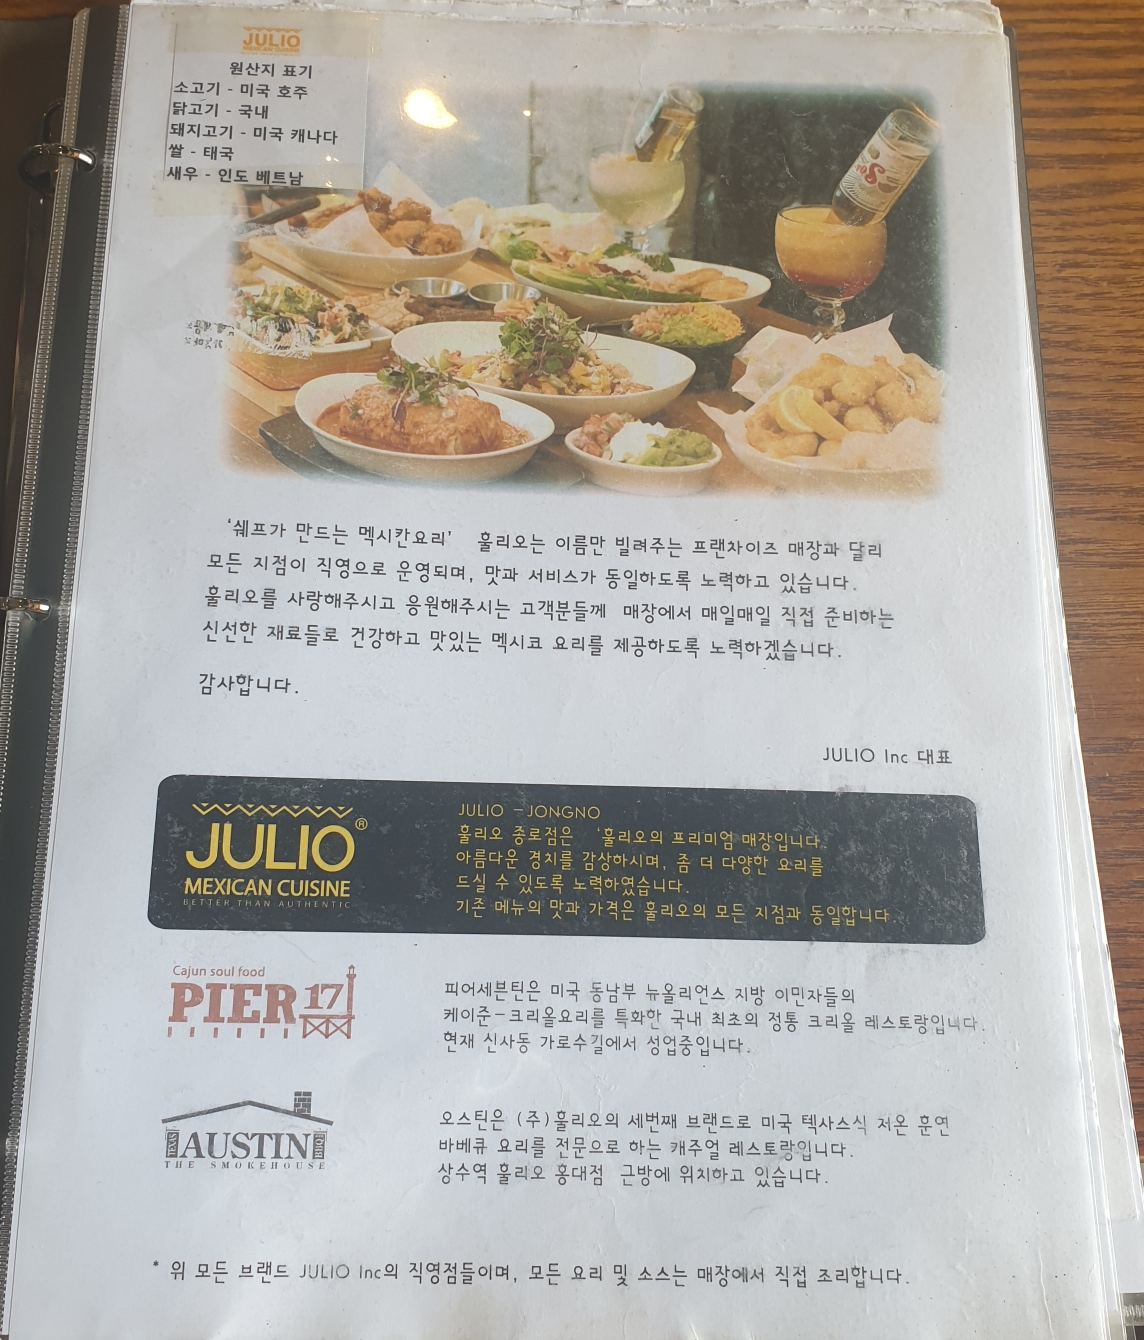 JULIO
MEXICAN CUISINE
원산지 표기
소고기 - 미국 호주
닭고기 - 국내
돼지고기 - 미국 캐나다
쌀 - 태국
새우 - 인도 베트남
'쉐프가 만드는 멕시칸요리' 훌리오는 이름만 빌려주는 프랜차이즈 매장과 달리
모든 지점이 직영으로 운영되며, 맛과 서비스가 동일하도록 노력하고 있습니다.
훌리오를 사랑해주시고 응원해주시는 고객분들께 매장에서 매일매일 직접 준비하는
신선한 재료들로 건강하고 맛있는 멕시코 요리를 제공하도록 노력하겠습니다.
감사합니다.
JULIO Inc 대표
JULIO®
MEXICAN CUISINE
BETTER THAN AUTHENTIC
JULIO -JONGNO
훌리오 종로점은 '훌리오의 프리미엄 매장입니다.
아름다운 경치를 감상하시며, 좀 더 다양한 요리를
드실 수 있도록 노력하였습니다.
기존 메뉴의 맛과 가격은 훌리오의 모든 지점과 동일합니다.
Cajun soul food
PIER 17
피어세븐틴은 미국 동남부 뉴올리언스 지방 이민자들의
케이준-크리올요리를 특화한 국내 최초의 정통 크리올 레스토랑입니다.
현재 신사동 가로수길에서 성업중입니다.
TEXAS AUSTIN
THE SMOKEHOUSE
오스틴은 (주)훌리오의 세번째 브랜드로 미국 텍사스식 저온 훈연
바베큐 요리를 전문으로 하는 캐주얼 레스토랑입니다.
상수역 훌리오 홍대점 근방에 위치하고 있습니다.
* 위 모든 브랜드 JULIO Inc의 직영점들이며, 모든 요리 및 소스는 매장에서 직접 조리합니다.